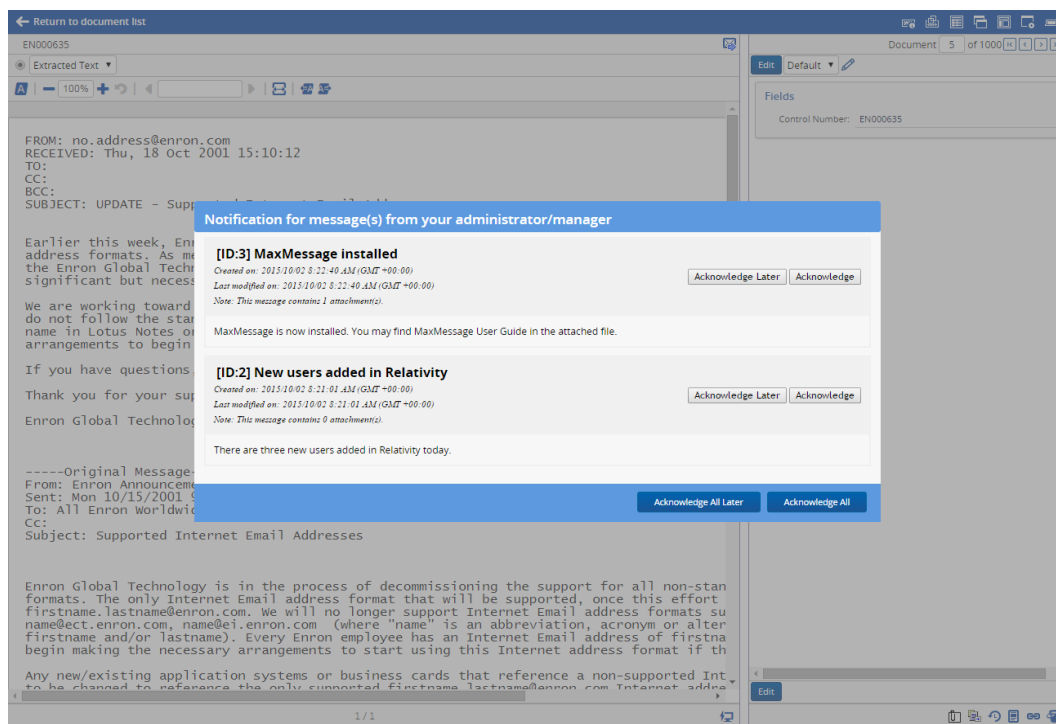 Return to document list
EN000635
Document 5 of 1000
Extracted Text
Edit Default
100%
Fields
Control Number: EN000635
FROM: no.address@enron.com
RECEIVED: Thu, 18 Oct 2001 15:10:12
TO:
CC:
BCC:
SUBJECT: UPDATE - Supp
Notification for message(s) from your administrator/manager
Earlier this week, En
address formats. As me
the Enron Global Techn
significant but necess
We are working toward
do not follow the star
name in Lotus Notes or
arrangements to begin
If you have questions
Thank you for your sup
Enron Global Technolog
[ID:3] MaxMessage installed
Created on: 2015/10/02 8:22:40 AM (GMT +00:00)
Last modified on: 2015/10/02 8:22:40 AM (GMT +00:00)
Note: This message contains 1 attachment(s).
Acknowledge Later Acknowledge
MaxMessage is now installed. You may find MaxMessage User Guide in the attached file.
[ID:2] New users added in Relativity
Created on: 2015/10/02 8:21:01 AM (GMT +00:00)
Last modified on: 2015/10/02 8:21:01 AM (GMT +00:00)
Note: This message contains 0 attachment(s).
Acknowledge Later Acknowledge
There are three new users added in Relativity today.
Acknowledge All Later Acknowledge All
-----Original Message-
From: Enron Announceme
Sent: Mon 10/15/2001 9
To: All Enron Worldwid
Cc:
Subject: Supported Internet Email Addresses
Enron Global Technology is in the process of decommissioning the support for all non-stan
formats. The only Internet Email address format that will be supported, once this effort
firstname.lastname@enron.com. We will no longer support Internet Email address formats su
name@ect.enron.com, name@ei.enron.com (where "name" is an abbreviation, acronym or alter
firstname and/or lastname). Every Enron employee has an Internet Email address of firstna
begin making the necessary arrangements to start using this Internet address format if th
Any new/existing application systems or business cards that reference a non-supported Int
to be changed to reference the only supported firstname.lastname@enron.com Internet addre
Edit
1/1